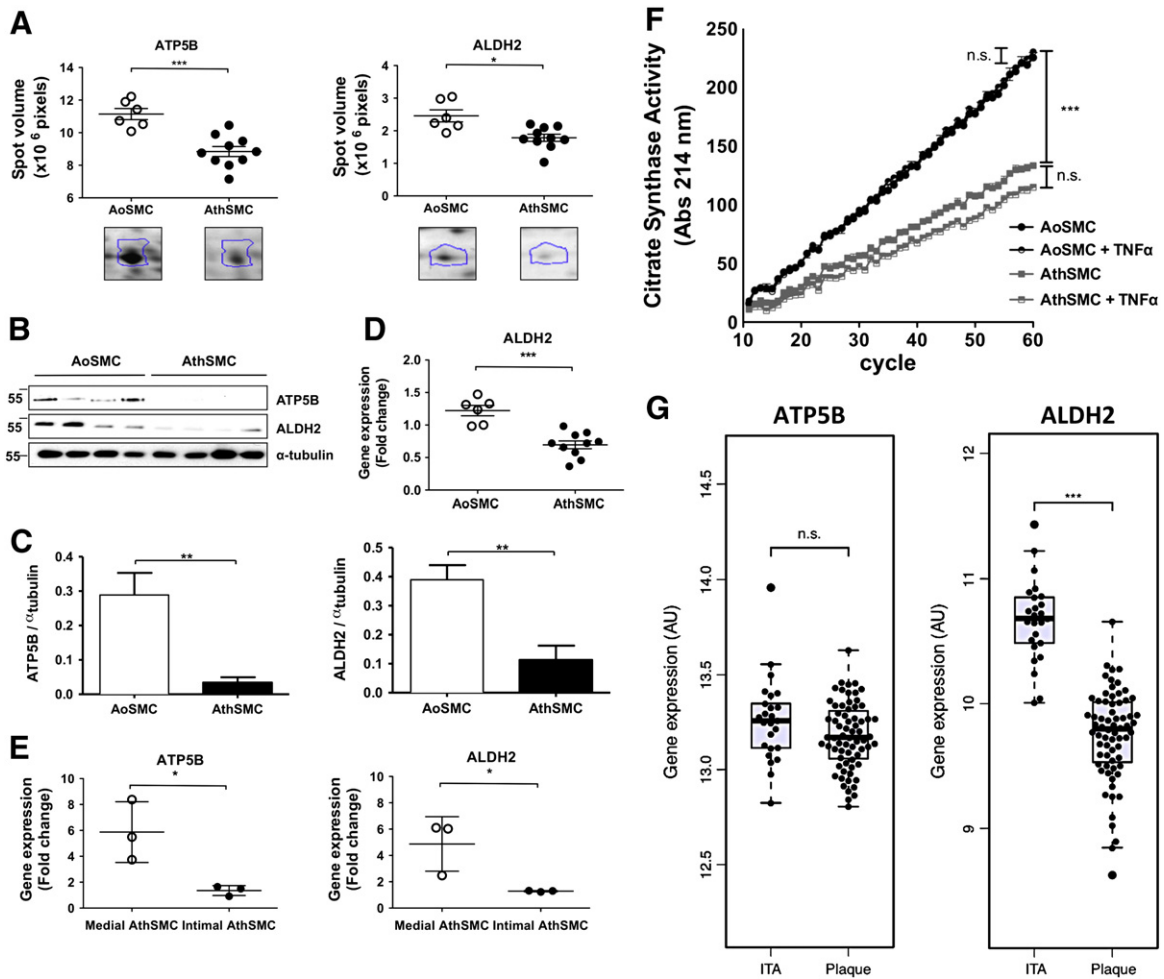 A
ATP5B
***
Spot volume
(x10 6 pixels)
14
12
10
8
6
AoSMC
AthSMC
ALDH2
*
Spot volume
(x10 6 pixels)
4
3
2
1
0
AoSMC
AthSMC
B
AoSMC
AthSMC
55
ATP5B
55
ALDH2
55
α-tubulin
C
ATP5B / αtubulin
0.4
0.3
0.2
0.1
0.0
**
AoSMC
AthSMC
ALDH2 / αtubulin
0.5
0.4
0.3
0.2
0.1
0.0
**
AoSMC
AthSMC
D
ALDH2
***
Gene expression
(Fold change)
2.0
1.5
1.0
0.5
0.0
AoSMC
AthSMC
E
ATP5B
*
Gene expression
(Fold change)
10
8
6
4
2
0
Medial AthSMC
Intimal AthSMC
ALDH2
*
Gene expression
(Fold change)
10
8
6
4
2
0
Medial AthSMC
Intimal AthSMC
F
Citrate Synthase Activity
(Abs 214 nm)
250
200
150
100
50
0
10
20
30
40
50
60
cycle
n.s.
***
n.s.
AoSMC
AoSMC + TNFα
AthSMC
AthSMC + TNFα
G
ATP5B
n.s.
Gene expression (AU)
14.5
14.0
13.5
13.0
12.5
ITA
Plaque
ALDH2
***
Gene expression (AU)
12
11
10
9
ITA
Plaque